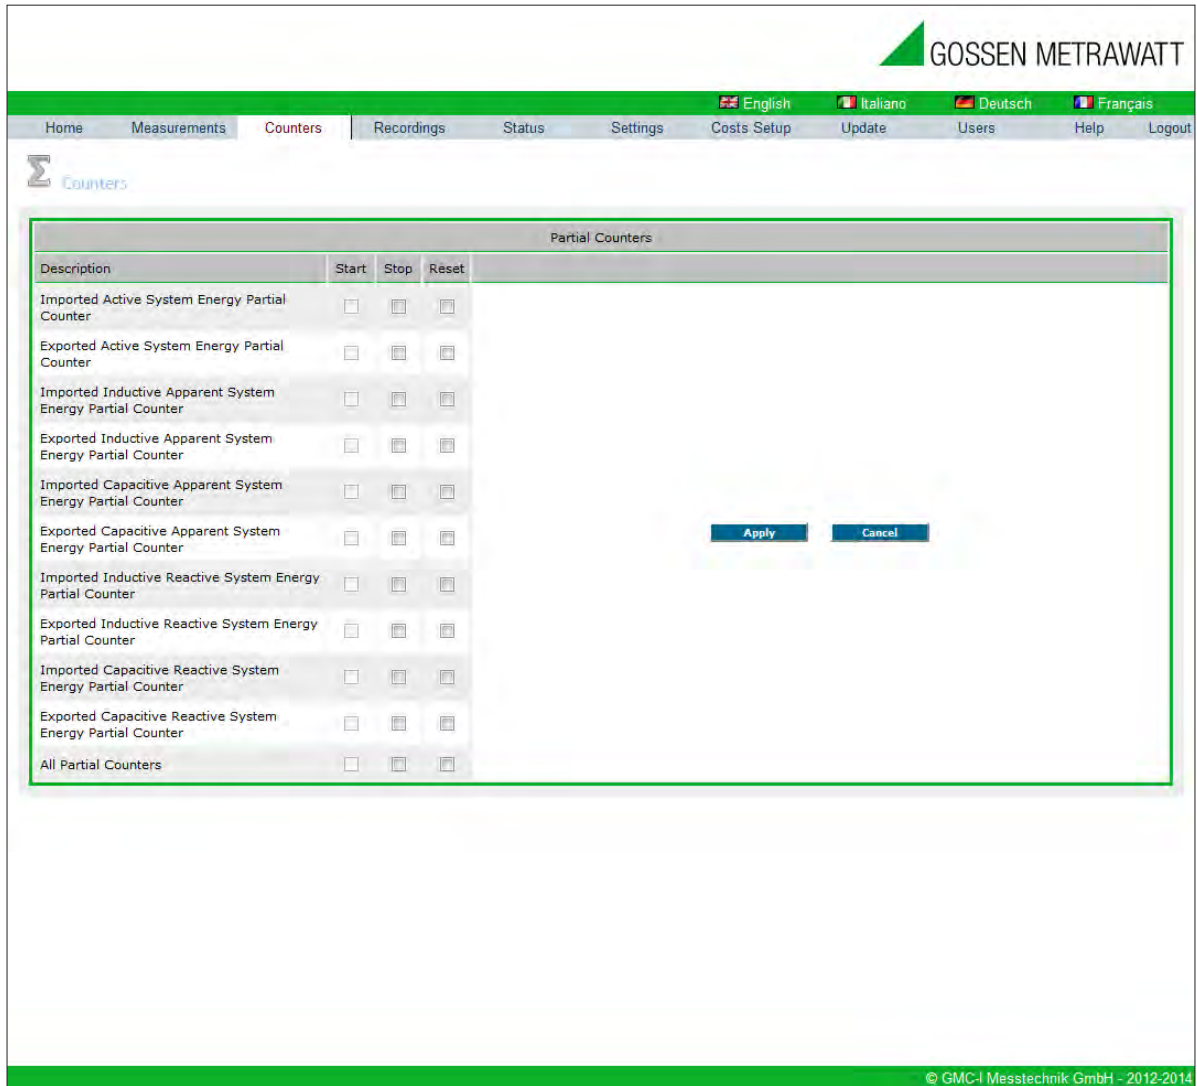 GOSSEN METRAWATT
English Italiano Deutsch Français
Home Measurements Counters Recordings Status Settings Costs Setup Update Users Help Logout
Counters
Partial Counters
Description Start Stop Reset
Imported Active System Energy Partial
Counter
Exported Active System Energy Partial
Counter
Imported Inductive Apparent System
Energy Partial Counter
Exported Inductive Apparent System
Energy Partial Counter
Imported Capacitive Apparent System
Energy Partial Counter
Exported Capacitive Apparent System
Energy Partial Counter
Apply Cancel
Imported Inductive Reactive System Energy
Partial Counter
Exported Inductive Reactive System Energy
Partial Counter
Imported Capacitive Reactive System
Energy Partial Counter
Exported Capacitive Reactive System
Energy Partial Counter
All Partial Counters
© GMC-I Messtechnik GmbH - 2012-2014